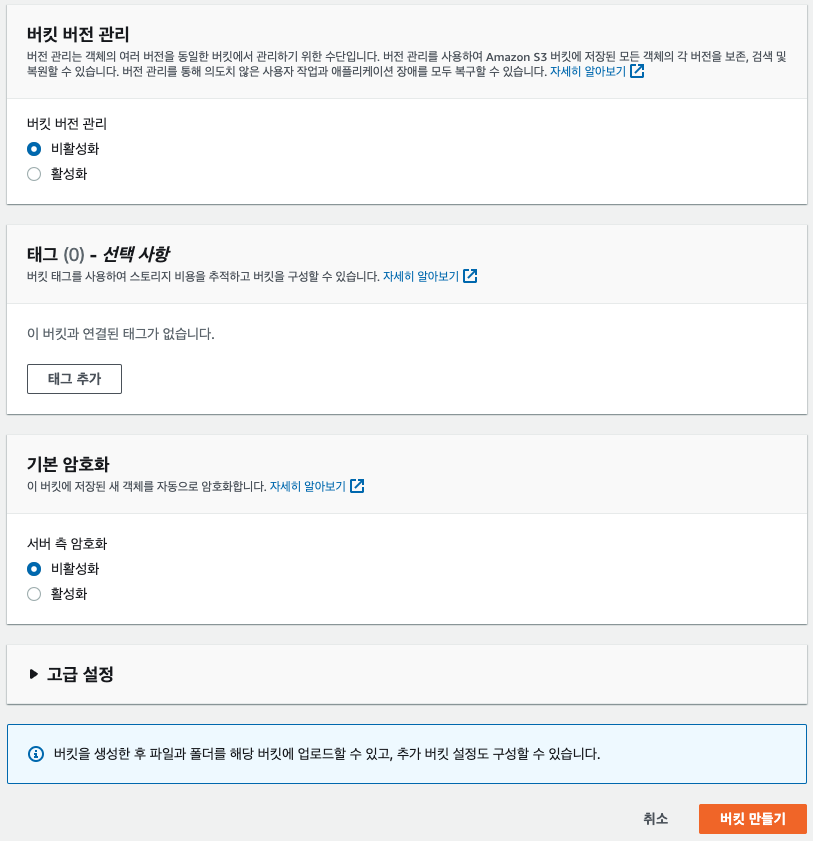 버킷 버전 관리
버전 관리는 객체의 여러 버전을 동일한 버킷에서 관리하기 위한 수단입니다. 버전 관리를 사용하여 Amazon S3 버킷에 저장된 모든 객체의 각 버전을 보존, 검색 및
복원할 수 있습니다. 버전 관리를 통해 의도치 않은 사용자 작업과 애플리케이션 장애를 모두 복구할 수 있습니다. 자세히 알아보기
버킷 버전 관리
비활성화
활성화
태그 (0) - 선택 사항
버킷 태그를 사용하여 스토리지 비용을 추적하고 버킷을 구성할 수 있습니다. 자세히 알아보기
이 버킷과 연결된 태그가 없습니다.
태그 추가
기본 암호화
이 버킷에 저장된 새 객체를 자동으로 암호화합니다. 자세히 알아보기
서버 측 암호화
비활성화
활성화
고급 설정
버킷을 생성한 후 파일과 폴더를 해당 버킷에 업로드할 수 있고, 추가 버킷 설정도 구성할 수 있습니다.
취소 버킷 만들기